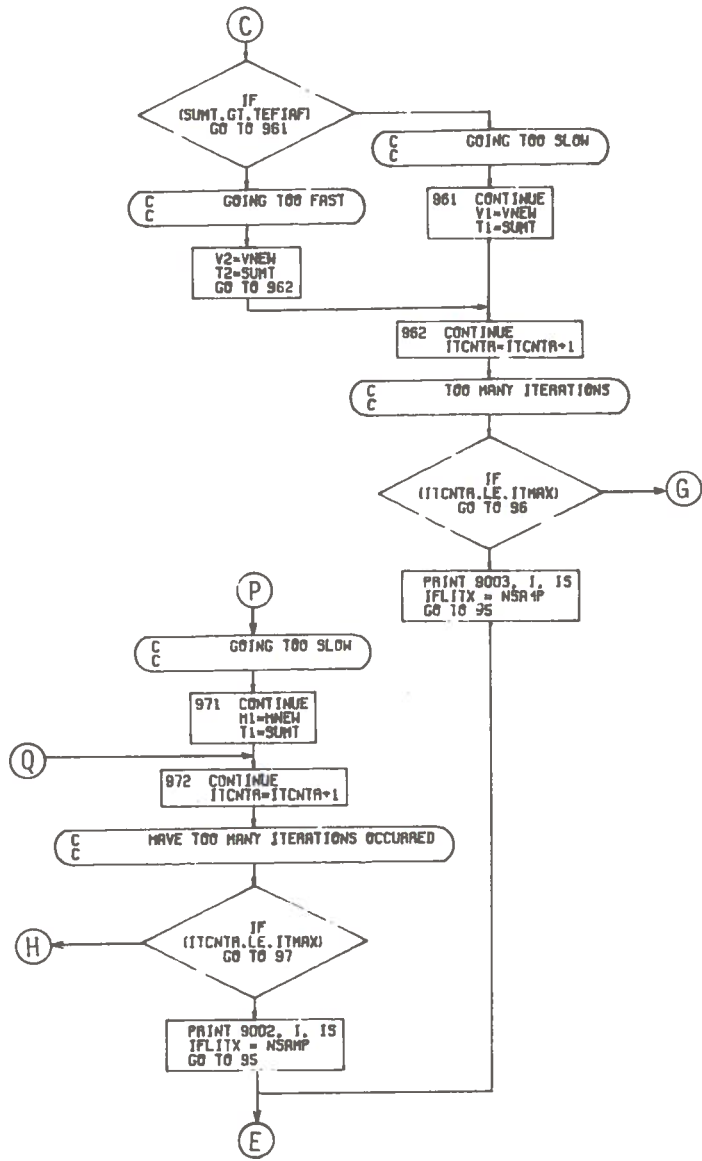 C
IF
(SUMT.GT.TEFIAF)
GO TO 961
C GOING TOO SLOW
C
C GOING TOO FAST
C
961 CONTINUE
V1=VNEW
T1=SUMT
V2=VNEW
T2=SUMT
GO TO 962
962 CONTINUE
ITCNTR=ITCNTR+1
C TOO MANY ITERATIONS
C
IF
(ITCNTR.LE.ITMAX)
GO TO 96
G
PRINT 9003, I, IS
IFLITX = NSAMP
GO TO 95
P
C GOING TOO SLOW
C
971 CONTINUE
M1=MNEW
T1=SUMT
Q
972 CONTINUE
ITCNTR=ITCNTR+1
C HAVE TOO MANY ITERATIONS OCCURRED
C
IF
(ITCNTR.LE.ITMAX)
GO TO 97
H
PRINT 9002, I, IS
IFLITX = NSAMP
GO TO 95
E